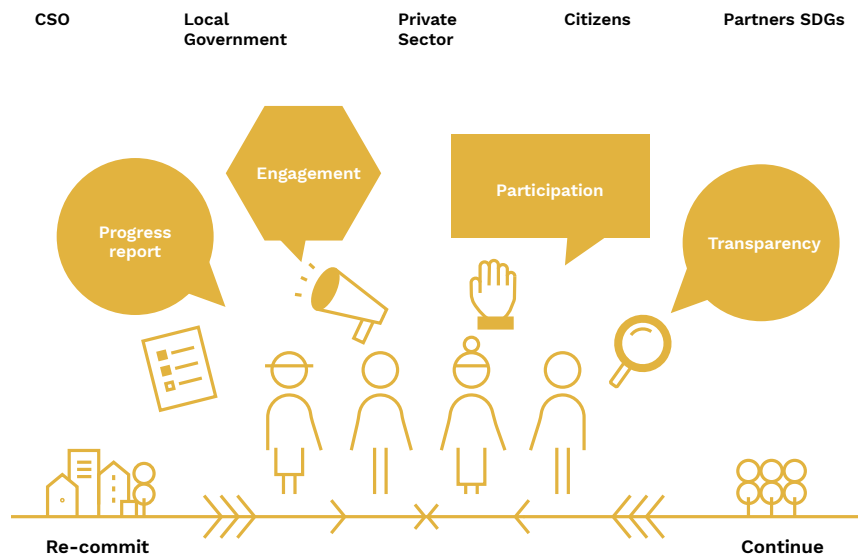 CSO
Local
Government
Private
Sector
Citizens
Partners SDGs
Engagement
Participation
Progress
report
Transparency
Re-commit
Continue